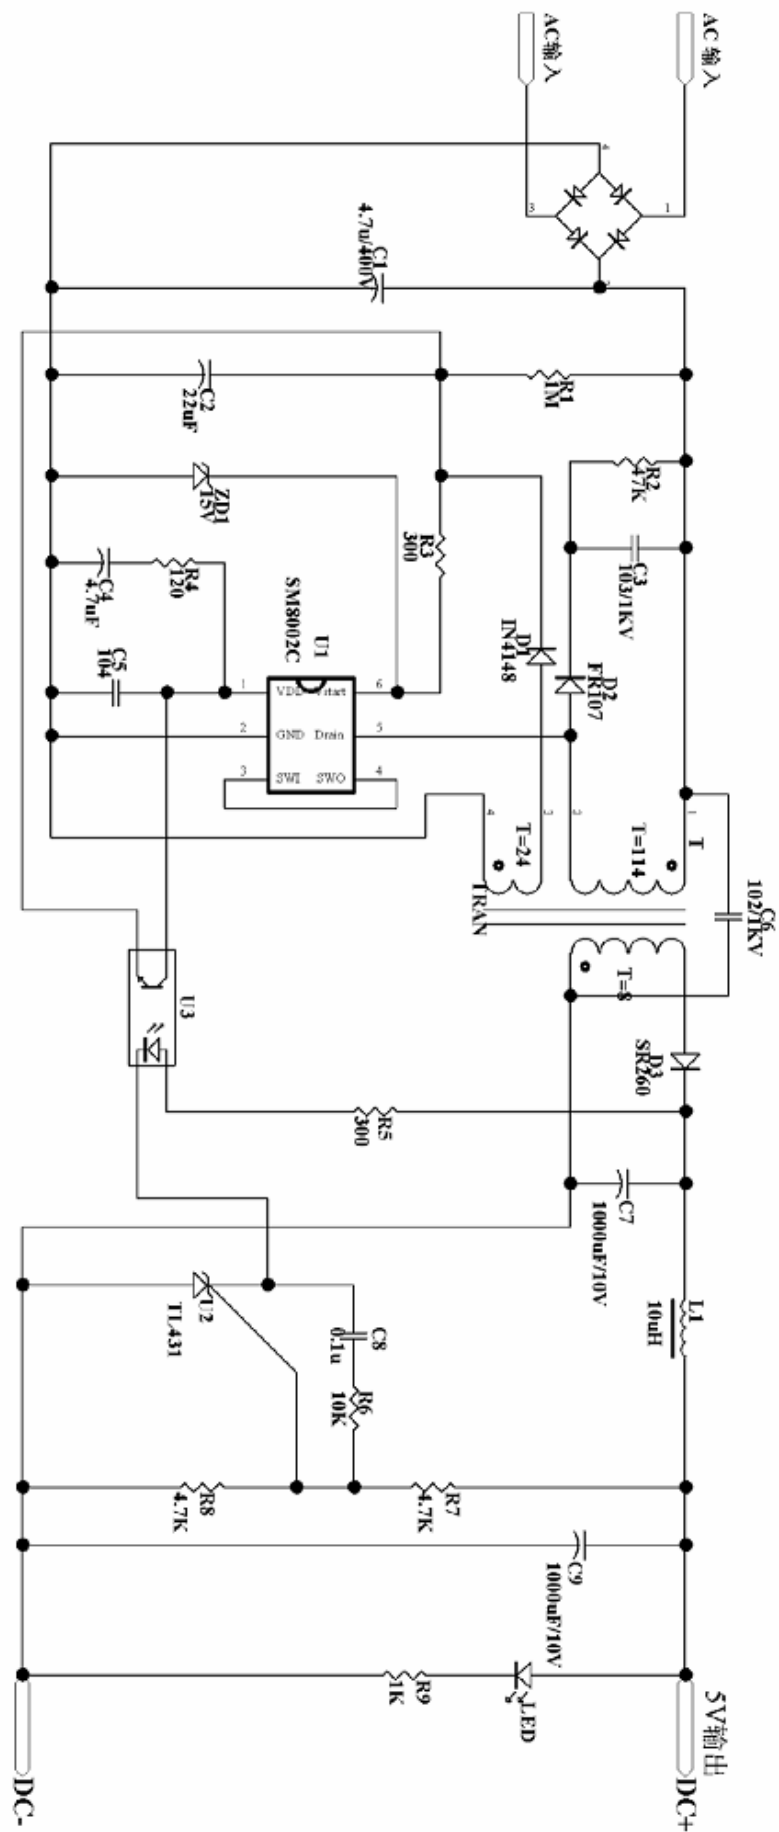 AC输入
AC 输入
4
3
1
C1
4.7u/400V
R1
1M
C2
22uF
R2
47K
ZD1
15V
R3
300
C3
103/1KV
R4
120
C4
4.7uF
D1
IN4148
D2
FR107
U1
SM8002C
C5
104
1
VDD
Vstart
6
2
GND
Drain
5
3
SWI
SWO
4
4
3
2
1
T
T=24
T=114
TRAN
C6
102/1KV
T=8
U3
D3
SR260
R5
300
C7
1000uF/10V
U2
TL431
C8
0.1u
L1
10uH
R6
10K
R8
4.7K
R7
4.7K
C9
1000uF/10V
R9
1K
LED
5V输出
DC-
DC+